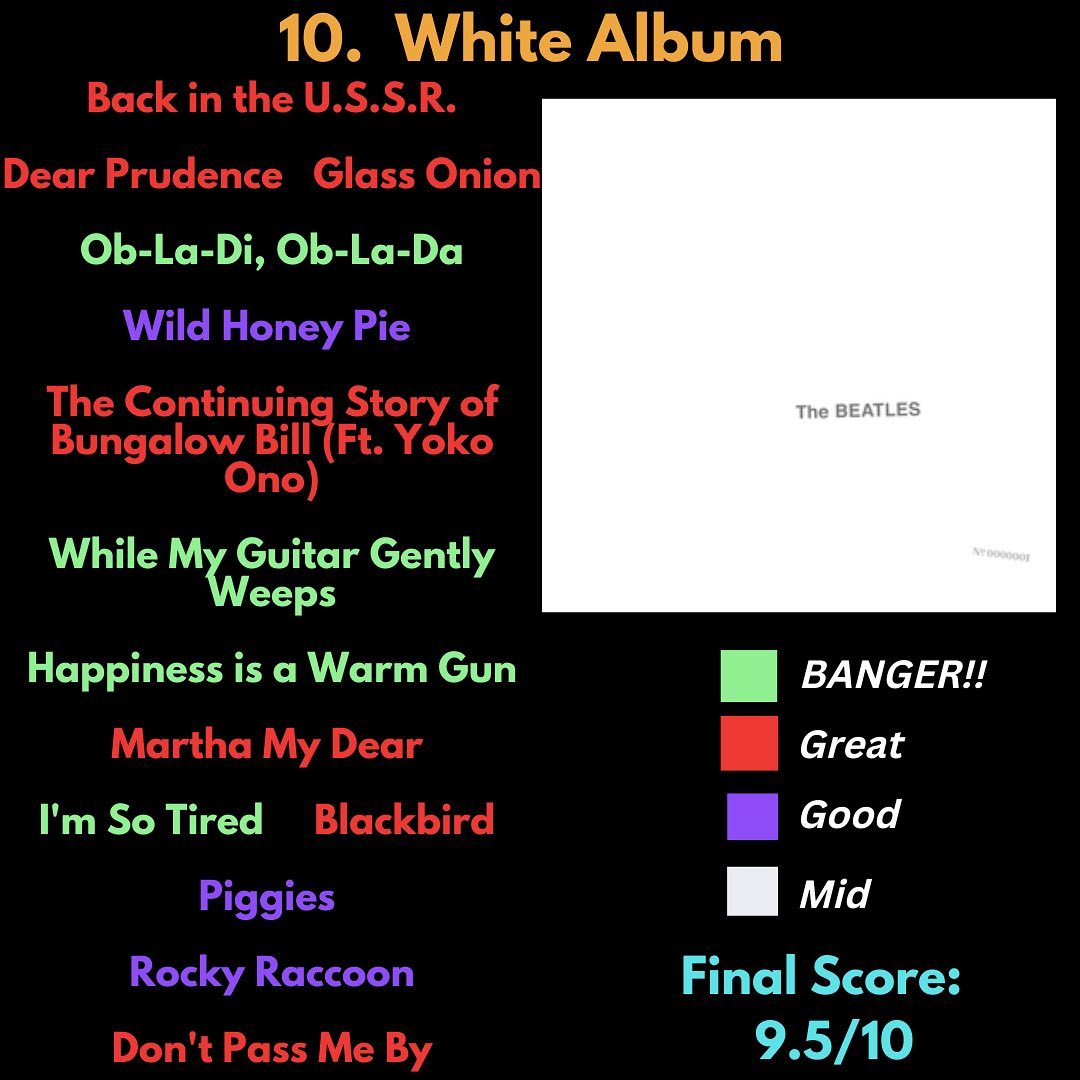 10. White Album
Back in the U.S.S.R.
Dear Prudence Glass Onion
Ob-La-Di, Ob-La-Da
Wild Honey Pie
The Continuing Story of
Bungalow Bill (Ft. Yoko
Ono)
While My Guitar Gently
Weeps
Happiness is a Warm Gun
Martha My Dear
I'm So Tired Blackbird
Piggies
Rocky Raccoon
Don't Pass Me By
The BEATLES
Nº 0000001
BANGER!!
Great
Good
Mid
Final Score:
9.5/10